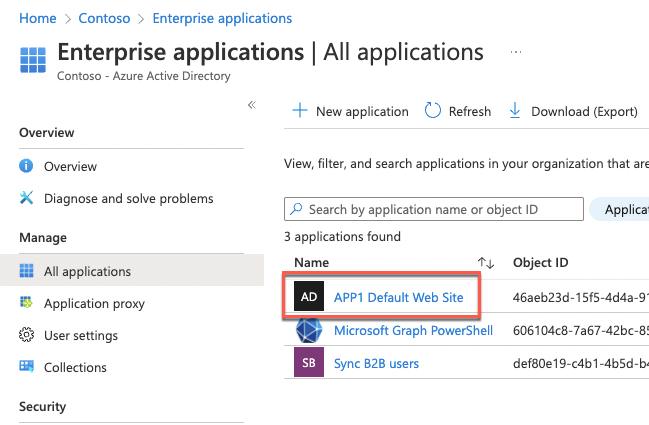 Home > Contoso > Enterprise applications
Enterprise applications | All applications ...
Contoso - Azure Active Directory
«
+ New application Refresh Download (Export)
Overview
Overview
Diagnose and solve problems
Manage
All applications
Application proxy
User settings
Collections
Security
View, filter, and search applications in your organization that are
Search by application name or object ID
Applica
3 applications found
Name ↑↓ Object ID
AD APP1 Default Web Site 46aeb23d-15f5-4d4a-91
Microsoft Graph PowerShell 606104c8-7a67-42bc-85
SB Sync B2B users def80e19-c4b1-4b5d-b4